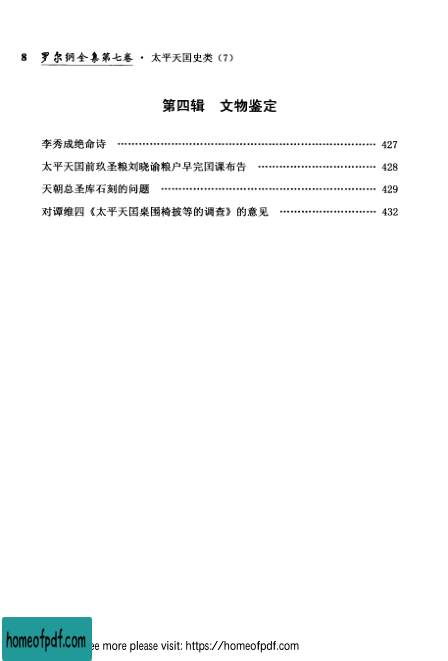 8 罗尔纲全集第七卷 · 太平天囯史类（7）
第四辑 文物鉴定
李秀成绝命诗 …………………………………………………… 427
太平天囯前玖圣粮刘晓谕粮户早完囯课布告 ……………………… 428
天朝总圣库石刻的问题 …………………………………………… 429
对谭维四《太平天囯桌围椅披等的调查》的意见 ………………… 432
homeofpdf.com
ee more please visit: https://homeofpdf.com